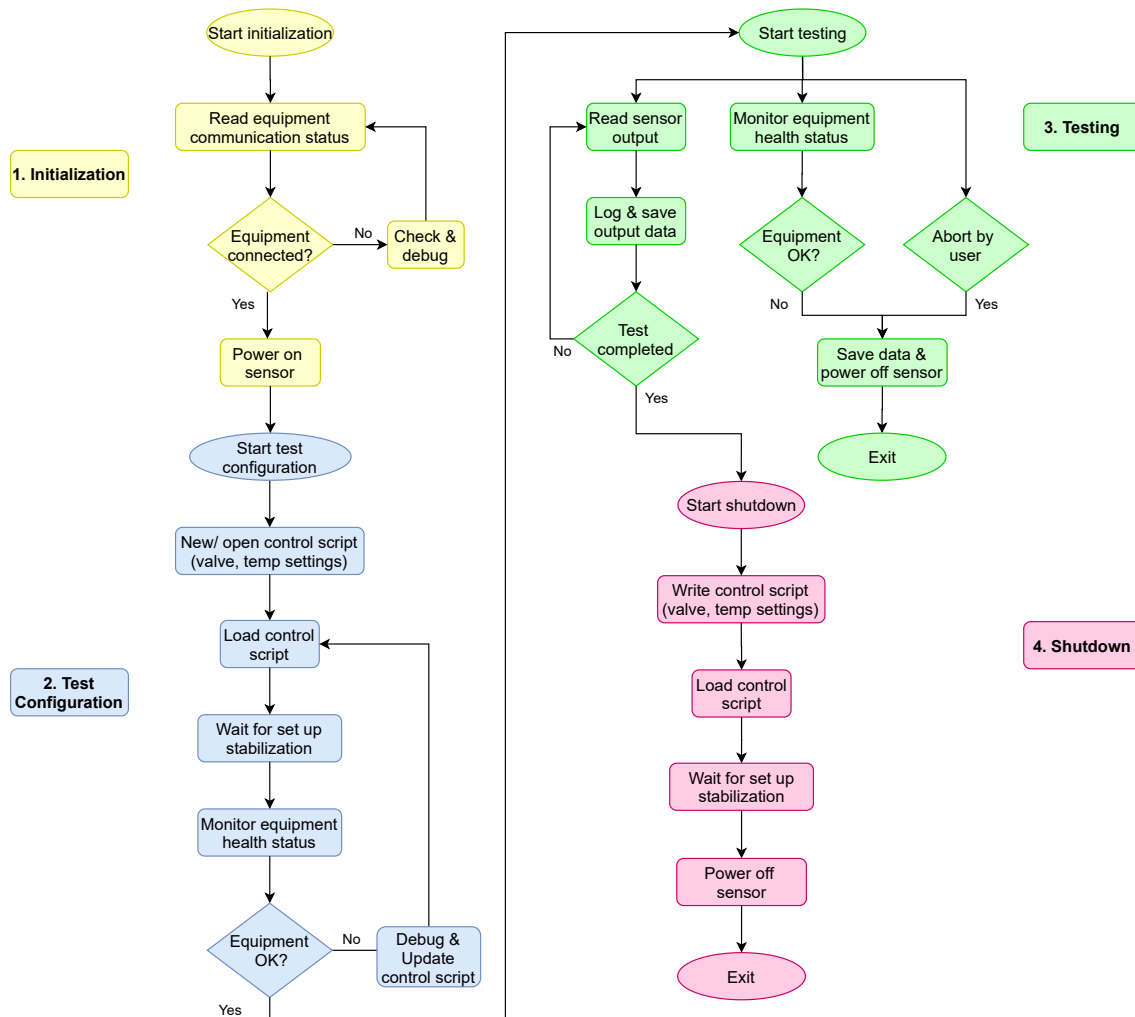 Start initialization
Read equipment
communication status
1. Initialization
Equipment
connected?
No
Check &
debug
Yes
Power on
sensor
Start test
configuration
New/ open control script
(valve, temp settings)
Load control
script
2. Test
Configuration
Wait for set up
stabilization
Monitor equipment
health status
Equipment
OK?
No
Debug &
Update
control script
Yes
Start testing
Read sensor
output
Monitor equipment
health status
3. Testing
Log & save
output data
Equipment
OK?
Abort by
user
No
Yes
Test
completed
No
Yes
Save data &
power off sensor
Exit
Start shutdown
Write control script
(valve, temp settings)
4. Shutdown
Load control
script
Wait for set up
stabilization
Power off
sensor
Exit